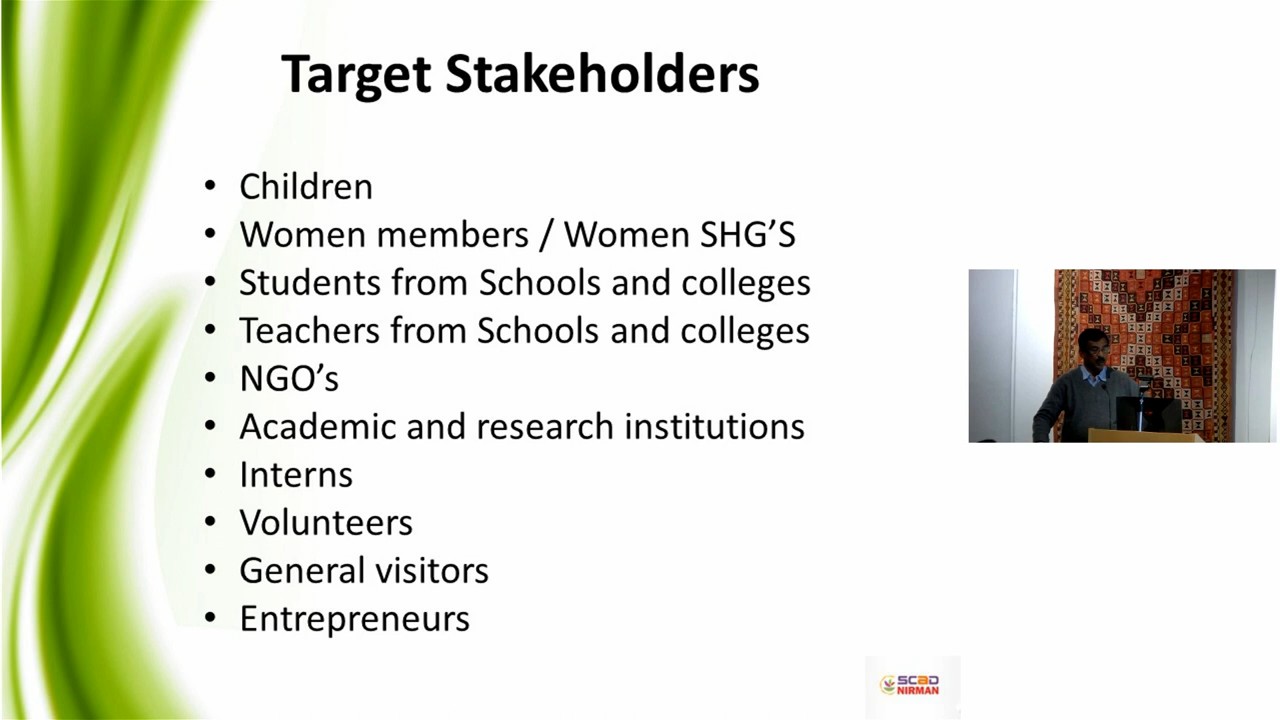 Target Stakeholders
• Children
• Women members / Women SHG’S
• Students from Schools and colleges
• Teachers from Schools and colleges
• NGO’s
• Academic and research institutions
• Interns
• Volunteers
• General visitors
• Entrepreneurs
SCAD
NIRMAN